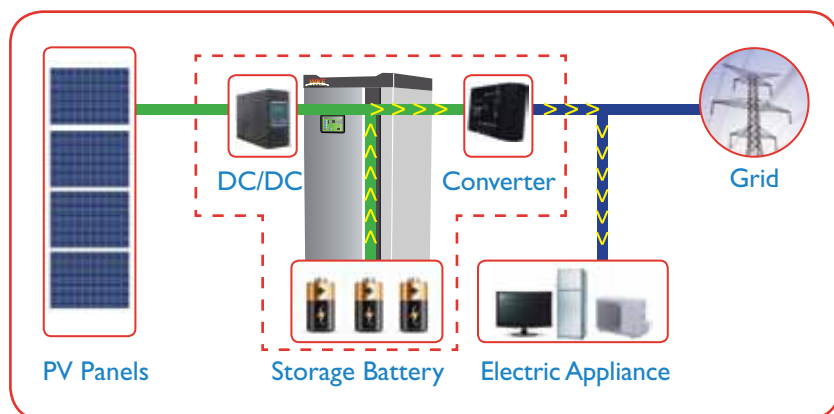 DC/DC
Converter
Grid
PV Panels
Storage Battery
Electric Appliance